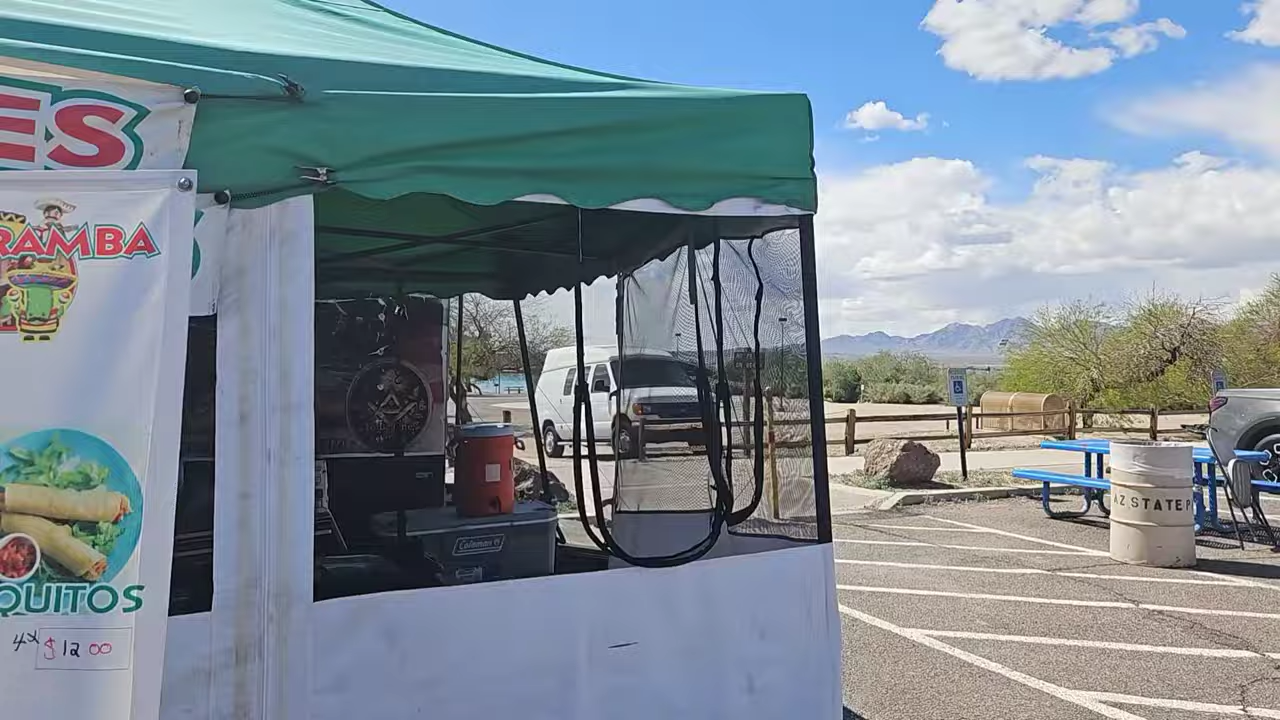 ES
RAMBA
QUITOS
4x $12 00
Coleman
AZ STATE P